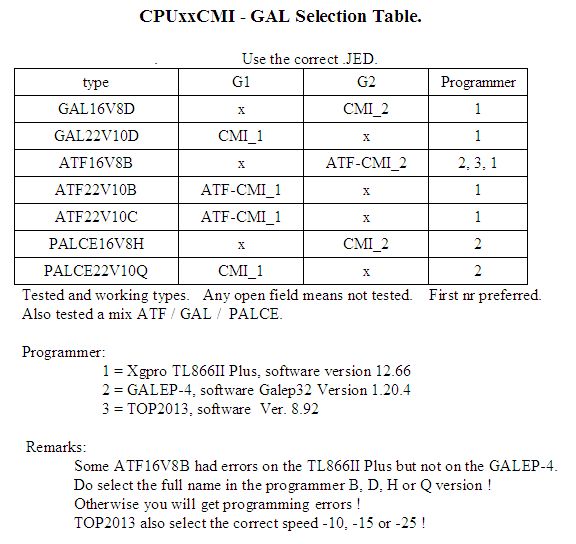 CPUxxCMI - GAL Selection Table.
. Use the correct .JED.
type G1 G2 Programmer
GAL16V8D x CMI_2 1
GAL22V10D CMI_1 x 1
ATF16V8B x ATF-CMI_2 2, 3, 1
ATF22V10B ATF-CMI_1 x 1
ATF22V10C ATF-CMI_1 x 1
PALCE16V8H x CMI_2 2
PALCE22V10Q CMI_1 x 2
Tested and working types. Any open field means not tested. First nr preferred.
Also tested a mix ATF / GAL / PALCE.
Programmer:
1 = Xgpro TL866II Plus, software version 12.66
2 = GALEP-4, software Galep32 Version 1.20.4
3 = TOP2013, software Ver. 8.92
Remarks:
Some ATF16V8B had errors on the TL866II Plus but not on the GALEP-4.
Do select the full name in the programmer B, D, H or Q version !
Otherwise you will get programming errors !
TOP2013 also select the correct speed -10, -15 or -25 !